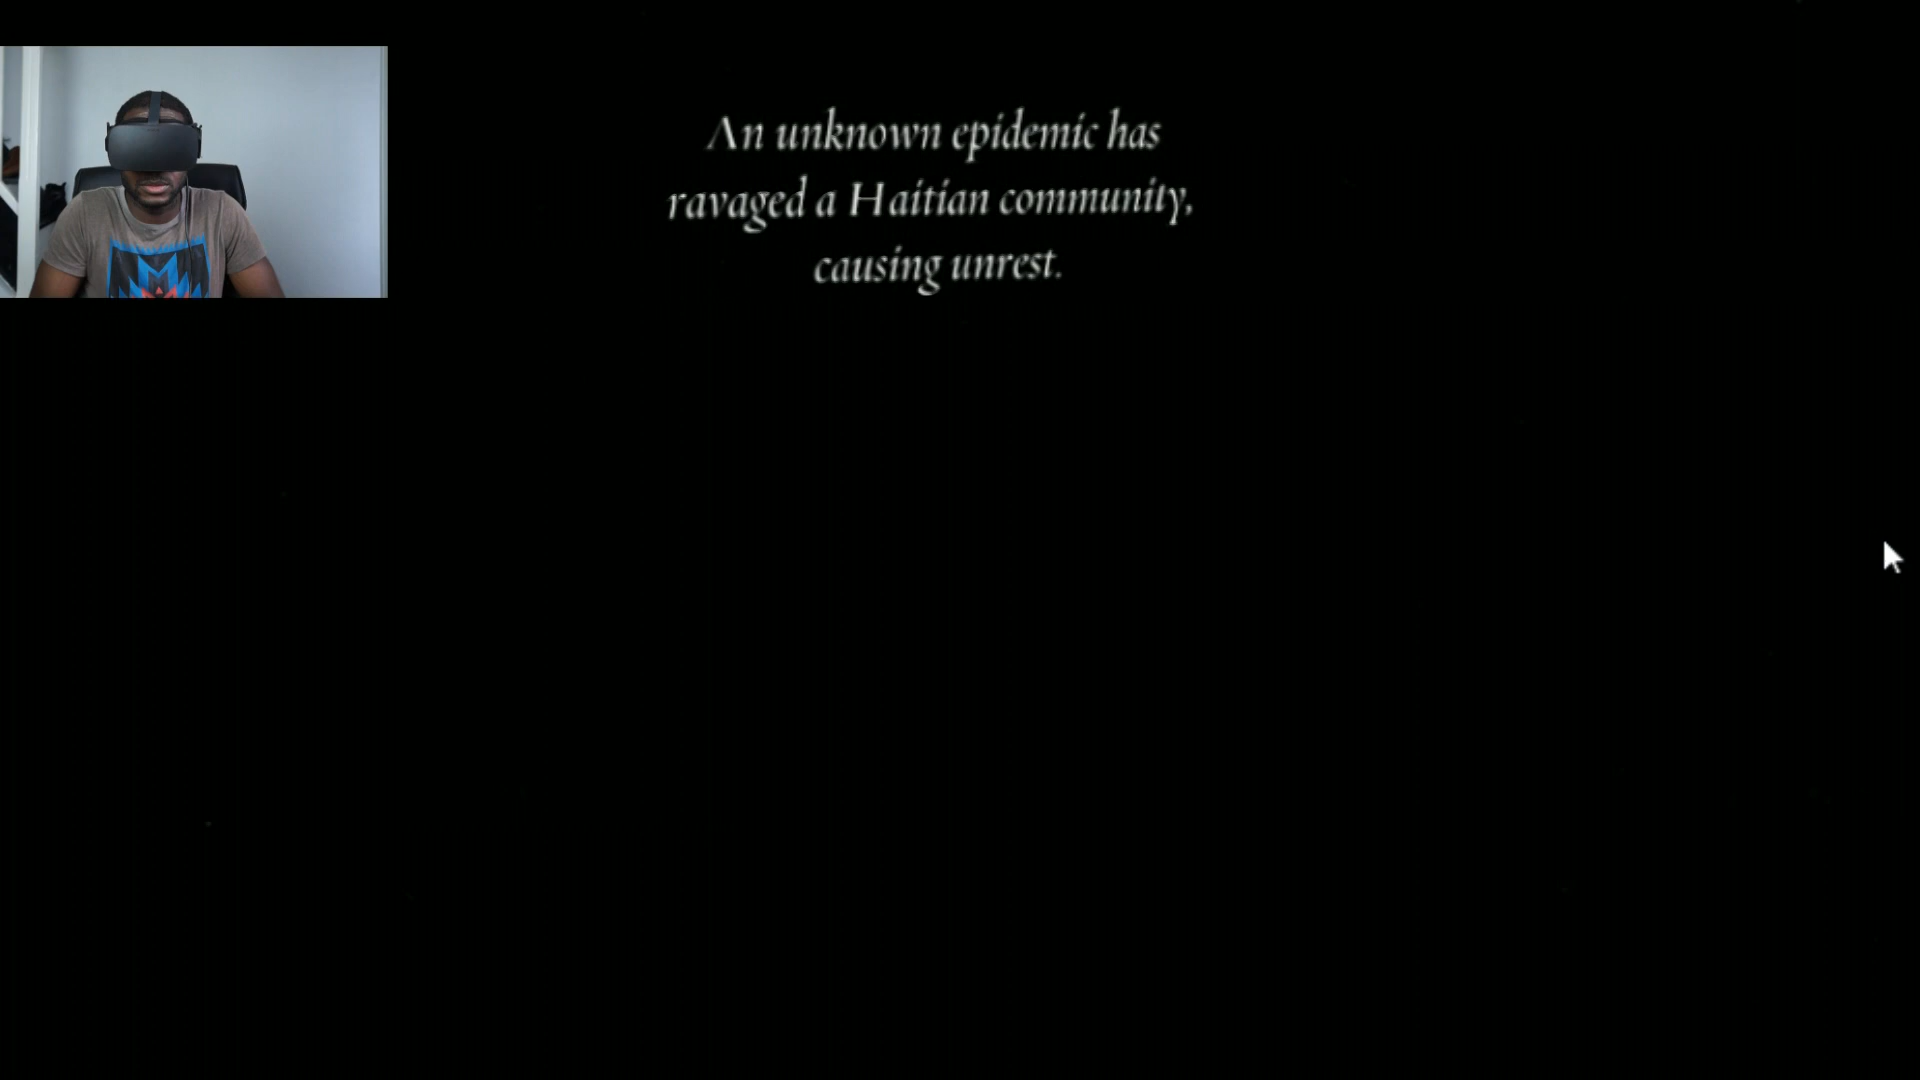 An unknown epidemic has
ravaged a Haitian community,
causing unrest.